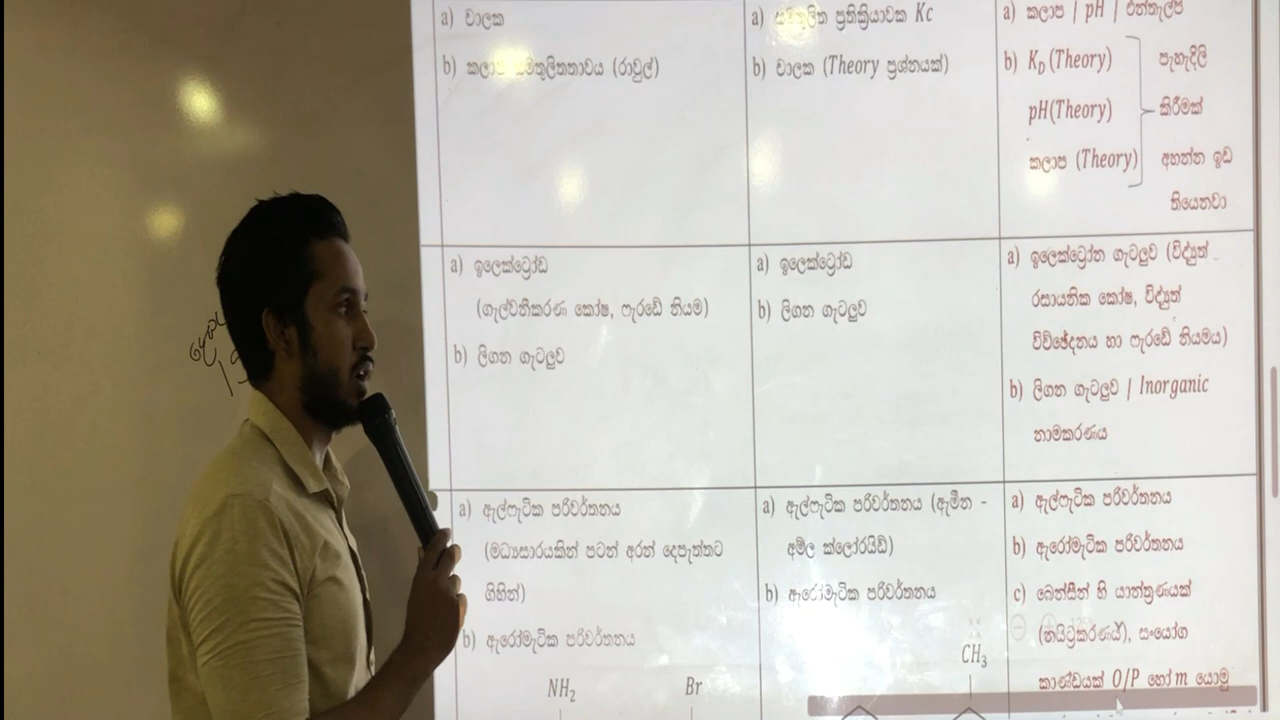 a) චාලක
b) කලාප සමතුලිතතාවය (රාවුල්)
a) සමතුලිත ප්‍රතික්‍රියාවක Kc
b) චාලක (Theory ප්‍රශ්නයක්)
a) කලාප / pH / එන්තැල්පි
b) K_D (Theory)
pH(Theory)
කලාප (Theory)
පැහැදිලි
කිරීමක්
අහන්න ඉඩ
තියෙනවා
a) ඉලෙක්ට්‍රෝඩ
(ගැල්වනීකරණ කෝෂ, ෆැරඩේ නියම)
b) ලිගන ගැටලුව
a) ඉලෙක්ට්‍රෝඩ
b) ලිගන ගැටලුව
a) ඉලෙක්ට්‍රෝන ගැටලුව (විද්‍යුත්
රසායනික කෝෂ, විද්‍යුත්
විච්ඡේදනය හා ෆැරඩේ නියමය)
b) ලිගන ගැටලුව / Inorganic
නාමකරණය
a) ඇල්ෆැටික පරිවර්තනය
(මධ්‍යසාරයකින් පටන් අරන් දෙපැත්තට
ගිහින්)
b) ඇරෝමැටික පරිවර්තනය
NH₂ Br
a) ඇල්ෆැටික පරිවර්තනය (ඇමීන -
අම්ල ක්ලෝරයිඩ්)
b) ඇරෝමැටික පරිවර්තනය
CH₃
a) ඇල්ෆැටික පරිවර්තනය
b) ඇරෝමැටික පරිවර්තනය
c) බෙන්සීන් හි යාන්ත්‍රණයක්
(නයිට්‍රකරණය), සංයෝග
කාණ්ඩයක් O/P හෝ m යොමු